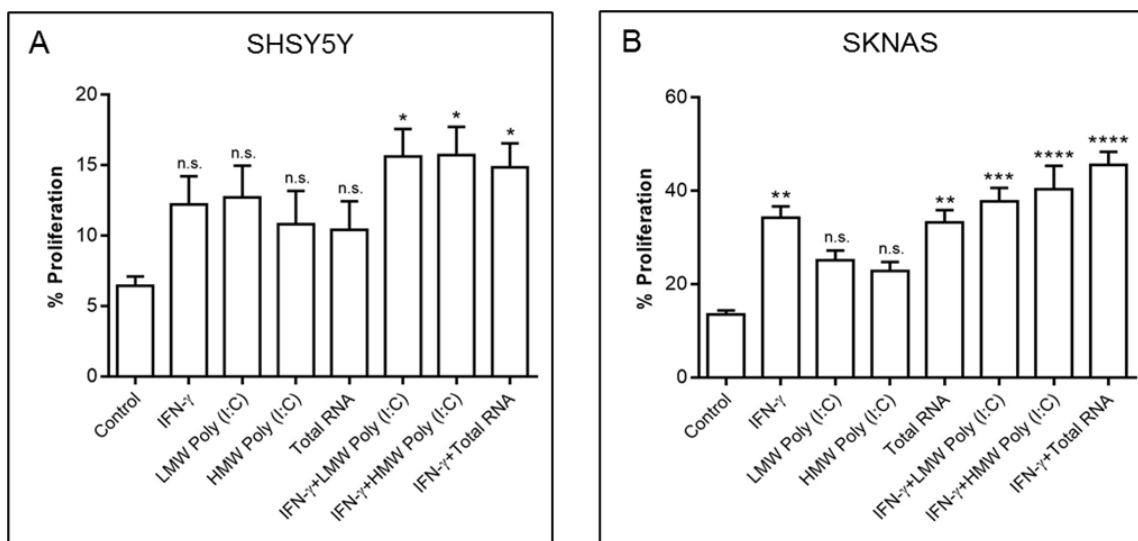 A
SHSY5Y
% Proliferation
20
15
10
5
0
n.s.
n.s.
n.s.
n.s.
*
*
*
Control
IFN-γ
LMW Poly (I:C)
HMW Poly (I:C)
Total RNA
IFN-γ+LMW Poly (I:C)
IFN-γ+HMW Poly (I:C)
IFN-γ+Total RNA
B
SKNAS
% Proliferation
60
40
20
0
**
n.s.
n.s.
**
***
****
****
Control
IFN-γ
LMW Poly (I:C)
HMW Poly (I:C)
Total RNA
IFN-γ+LMW Poly (I:C)
IFN-γ+HMW Poly (I:C)
IFN-γ+Total RNA